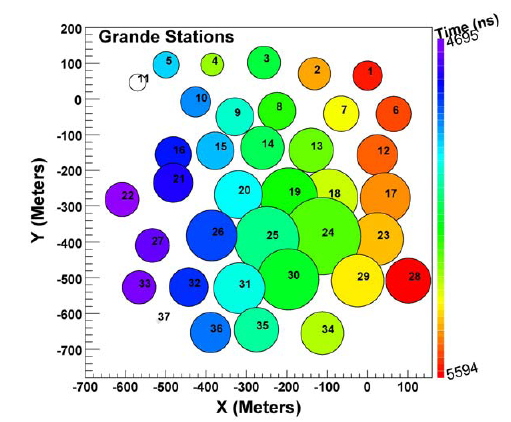 Grande Stations
Time (ns)
4695
200
100
0
-100
-200
-300
-400
-500
-600
-700
Y (Meters)
5 4 3 2 1
11
10 9 8 7 6
16 15 14 13 12
21
22 20 19 18 17
27 26 25 24 23
33 32 31 30 29 28
37
36 35 34
5594
-700 -600 -500 -400 -300 -200 -100 0 100
X (Meters)